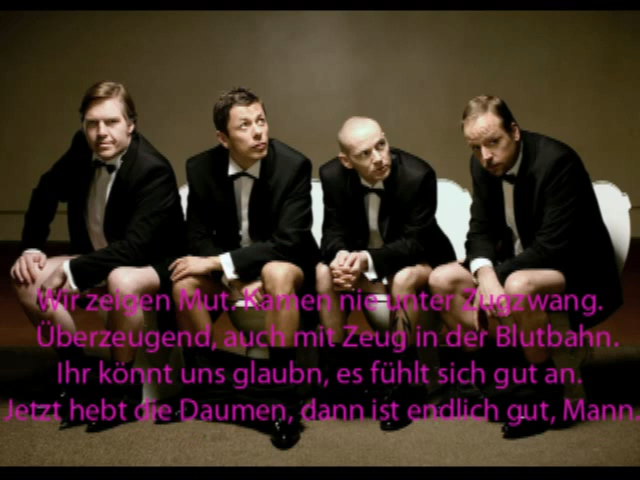 Wir zeigen Mut. Kamen nie unter Zugzwang.
Überzeugend, auch mit Zeug in der Blutbahn.
Ihr könnt uns glaubn, es fühlt sich gut an.
Jetzt hebt die Daumen, dann ist endlich gut, Mann.